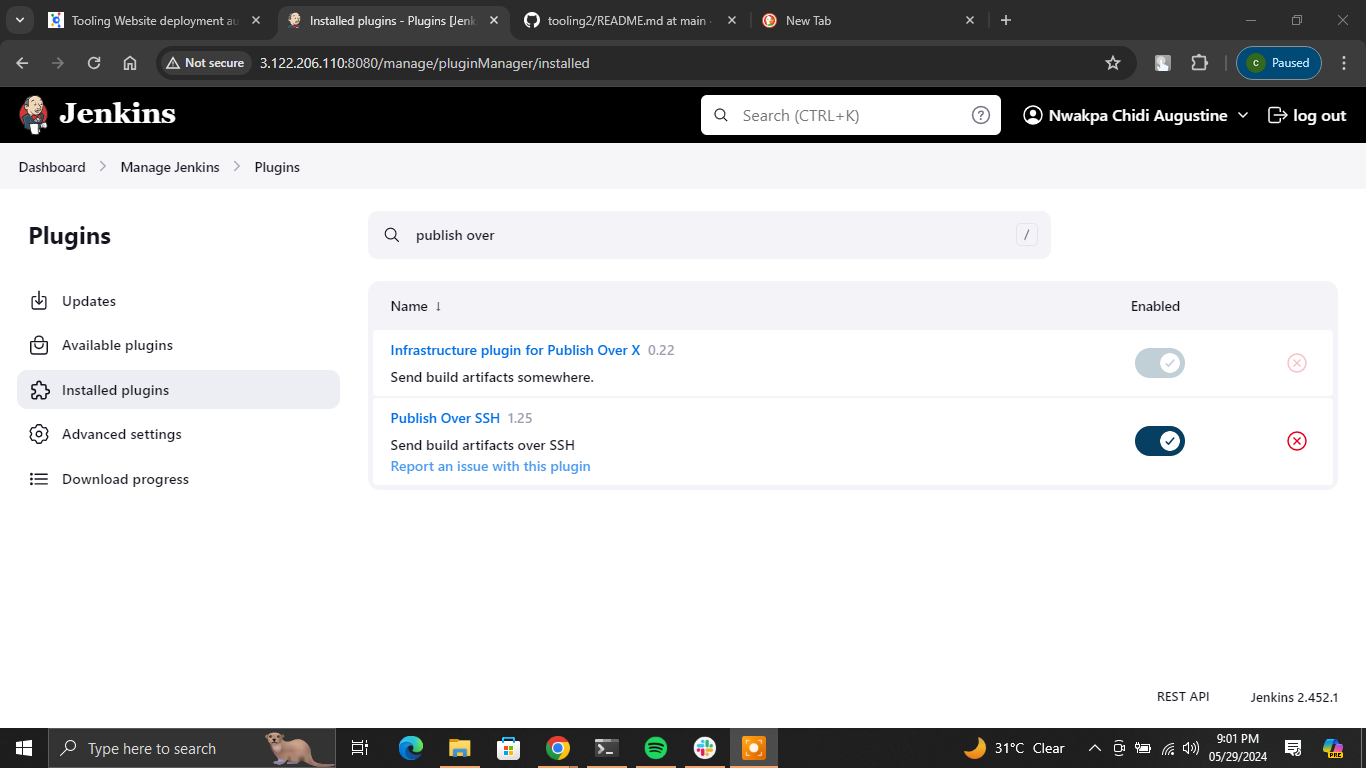 Tooling Website deployment au
Installed plugins - Plugins [Jenk
tooling2/README.md at main ·
New Tab
Not secure
3.122.206.110:8080/manage/pluginManager/installed
c
Paused
Jenkins
Search (CTRL+K)
?
Nwakpa Chidi Augustine
log out
Dashboard
Manage Jenkins
Plugins
Plugins
publish over
/
Updates
Available plugins
Installed plugins
Advanced settings
Download progress
Name ↓
Enabled
Infrastructure plugin for Publish Over X 0.22
Send build artifacts somewhere.
Publish Over SSH 1.25
Send build artifacts over SSH
Report an issue with this plugin
REST API
Jenkins 2.452.1
Type here to search
31°C Clear
9:01 PM
05/29/2024
PRE